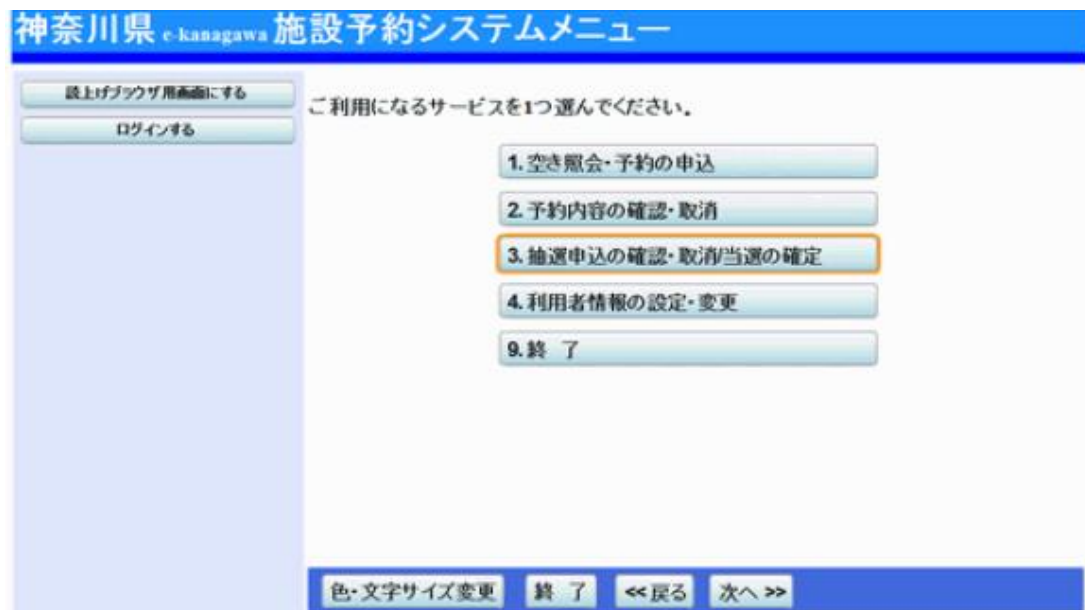 神奈川県 e-kanagawa 施設予約システムメニュー
読上げブラウザ用画面にする
ログインする
ご利用になるサービスを1つ選んでください。
1. 空き照会・予約の申込
2. 予約内容の確認・取消
3. 抽選申込の確認・取消/当選の確定
4. 利用者情報の設定・変更
9. 終 了
色・文字サイズ変更 終 了 <<戻る 次へ >>